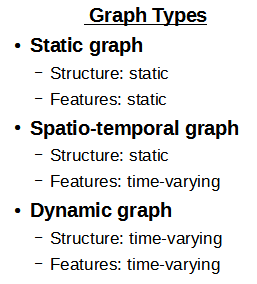 Graph Types
• Static graph
– Structure: static
– Features: static
• Spatio-temporal graph
– Structure: static
– Features: time-varying
• Dynamic graph
– Structure: time-varying
– Features: time-varying